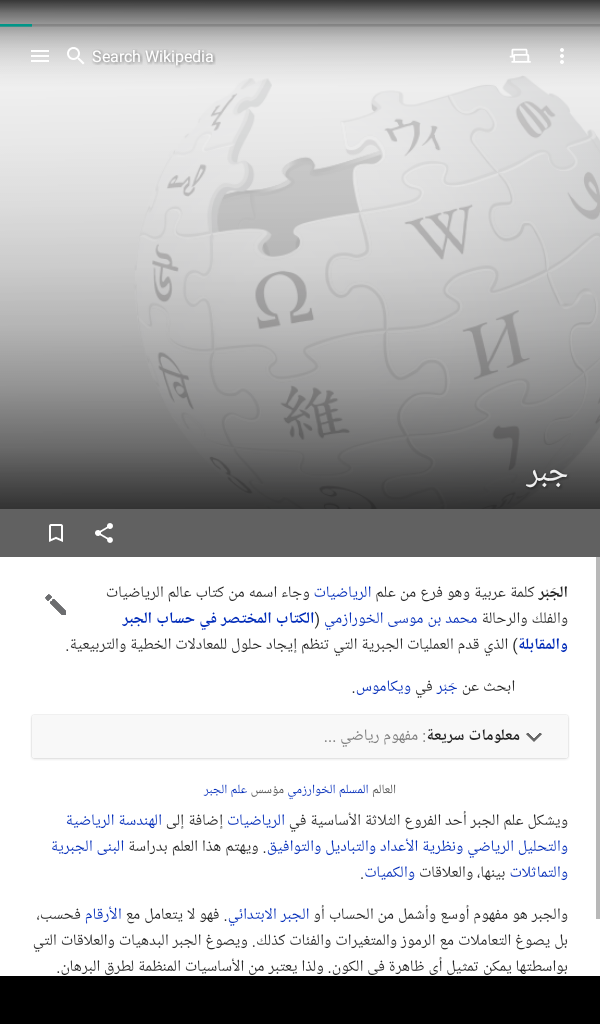 Search Wikipedia
ウィ
W
Ω
И
維
جبر
الجَبْر كلمة عربية وهو فرع من علم الرياضيات وجاء اسمه من كتاب عالم الرياضيات
والفلك والرحالة محمد بن موسى الخورازمي (الكتاب المختصر في حساب الجبر
والمقابلة) الذي قدم العمليات الجبرية التي تنظم إيجاد حلول للمعادلات الخطية والتربيعية.
ابحث عن جَبْر في ويكاموس.
معلومات سريعة: مفهوم رياضي ...
العالم المسلم الخوارزمي مؤسس علم الجبر
ويشكل علم الجبر أحد الفروع الثلاثة الأساسية في الرياضيات إضافة إلى الهندسة الرياضية
والتحليل الرياضي ونظرية الأعداد والتباديل والتوافيق. ويهتم هذا العلم بدراسة البنى الجبرية
والتماثلات بينها، والعلاقات والكميات.
والجبر هو مفهوم أوسع وأشمل من الحساب أو الجبر الابتدائي. فهو لا يتعامل مع الأرقام فحسب،
بل يصوغ التعاملات مع الرموز والمتغيرات والفئات كذلك. ويصوغ الجبر البدهيات والعلاقات التي
بواسطتها يمكن تمثيل أي ظاهرة في الكون. ولذا يعتبر من الأساسيات المنظمة لطرق البرهان.